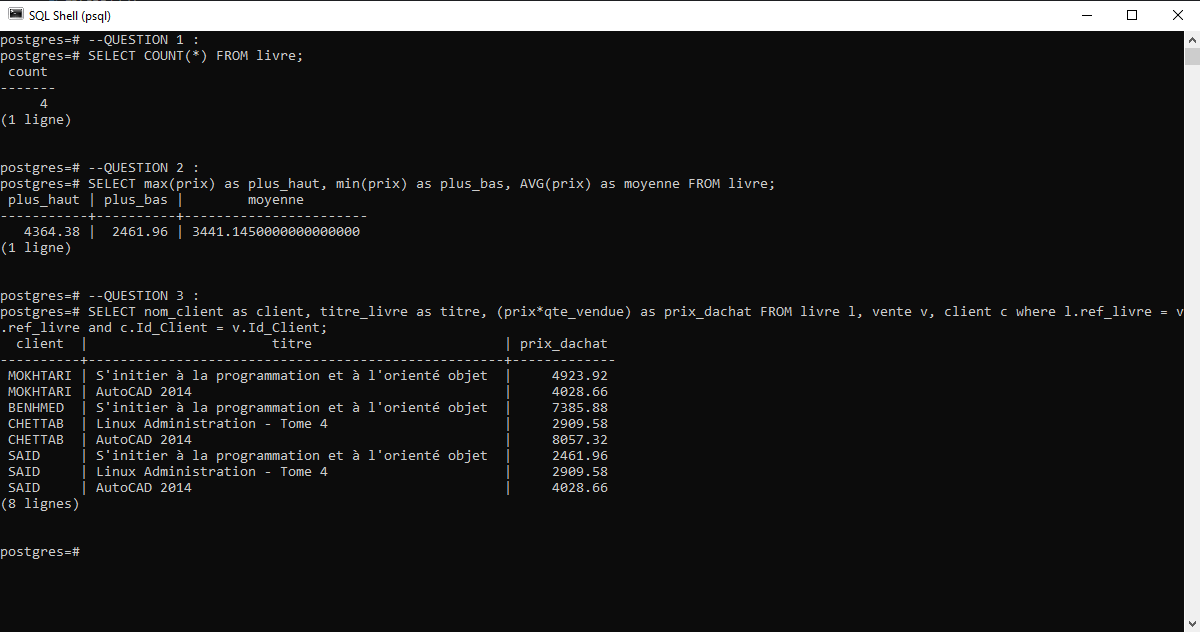 SQL Shell (psql)
postgres=# --QUESTION 1 :
postgres=# SELECT COUNT(*) FROM livre;
 count
-------
     4
(1 ligne)


postgres=# --QUESTION 2 :
postgres=# SELECT max(prix) as plus_haut, min(prix) as plus_bas, AVG(prix) as moyenne FROM livre;
 plus_haut | plus_bas |        moyenne
-----------+----------+-----------------------
   4364.38 |  2461.96 | 3441.1450000000000000
(1 ligne)


postgres=# --QUESTION 3 :
postgres=# SELECT nom_client as client, titre_livre as titre, (prix*qte_vendue) as prix_dachat FROM livre l, vente v, client c where l.ref_livre = v
.ref_livre and c.Id_Client = v.Id_Client;
  client  |                       titre                        | prix_dachat
----------+----------------------------------------------------+-------------
 MOKHTARI | S'initier à la programmation et à l'orienté objet  |     4923.92
 MOKHTARI | AutoCAD 2014                                       |     4028.66
 BENHMED  | S'initier à la programmation et à l'orienté objet  |     7385.88
 CHETTAB  | Linux Administration - Tome 4                      |     2909.58
 CHETTAB  | AutoCAD 2014                                       |     8057.32
 SAID     | S'initier à la programmation et à l'orienté objet  |     2461.96
 SAID     | Linux Administration - Tome 4                      |     2909.58
 SAID     | AutoCAD 2014                                       |     4028.66
(8 lignes)


postgres=#